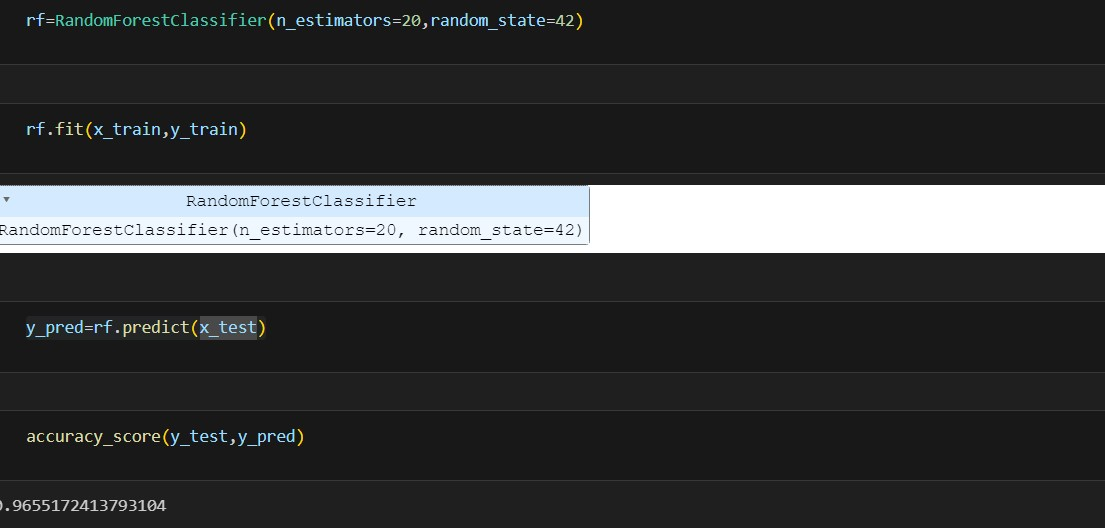 rf=RandomForestClassifier(n_estimators=20,random_state=42)
rf.fit(x_train,y_train)
RandomForestClassifier
RandomForestClassifier(n_estimators=20, random_state=42)
y_pred=rf.predict(x_test)
accuracy_score(y_test,y_pred)
0.9655172413793104